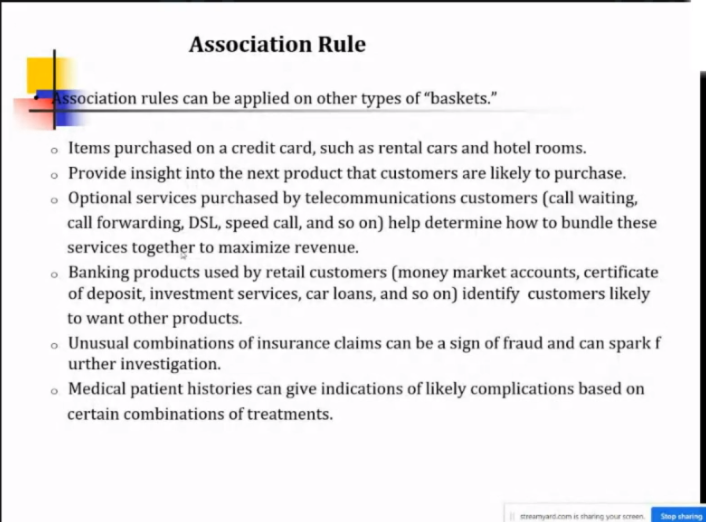 Association Rule
• Association rules can be applied on other types of “baskets.”
o Items purchased on a credit card, such as rental cars and hotel rooms.
o Provide insight into the next product that customers are likely to purchase.
o Optional services purchased by telecommunications customers (call waiting,
call forwarding, DSL, speed call, and so on) help determine how to bundle these
services together to maximize revenue.
o Banking products used by retail customers (money market accounts, certificate
of deposit, investment services, car loans, and so on) identify customers likely
to want other products.
o Unusual combinations of insurance claims can be a sign of fraud and can spark f
urther investigation.
o Medical patient histories can give indications of likely complications based on
certain combinations of treatments.
streamyard.com is sharing your screen. Stop sharing